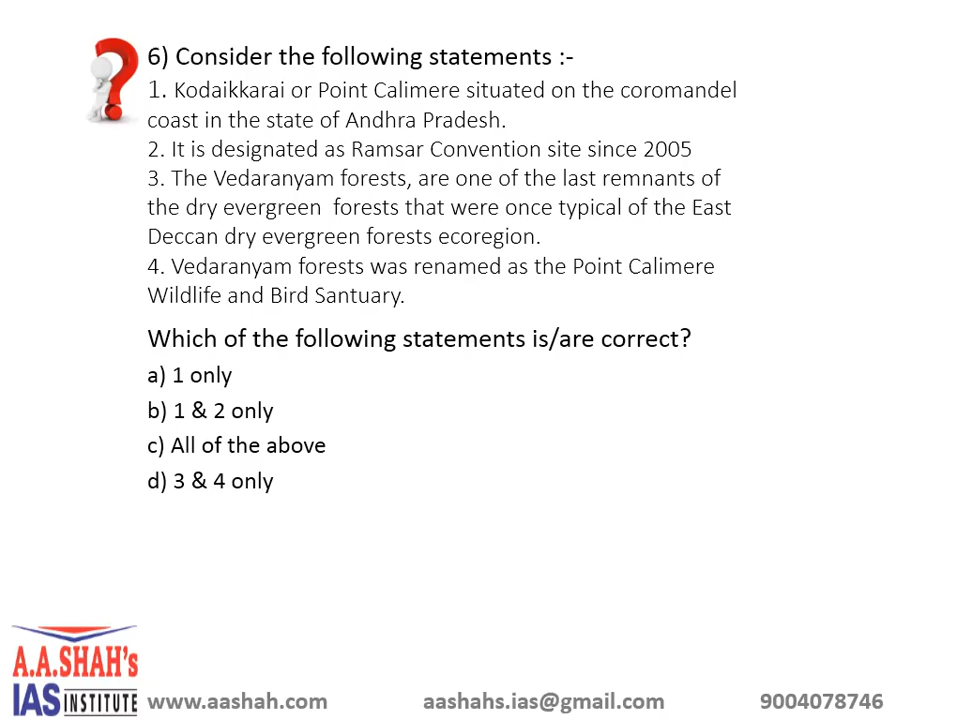 6) Consider the following statements :-
1. Kodaikkarai or Point Calimere situated on the coromandel
coast in the state of Andhra Pradesh.
2. It is designated as Ramsar Convention site since 2005
3. The Vedaranyam forests, are one of the last remnants of
the dry evergreen forests that were once typical of the East
Deccan dry evergreen forests ecoregion.
4. Vedaranyam forests was renamed as the Point Calimere
Wildlife and Bird Santuary.
Which of the following statements is/are correct?
a) 1 only
b) 1 & 2 only
c) All of the above
d) 3 & 4 only
A.A.SHAH's
IAS INSTITUTE
www.aashah.com aashahs.ias@gmail.com 9004078746